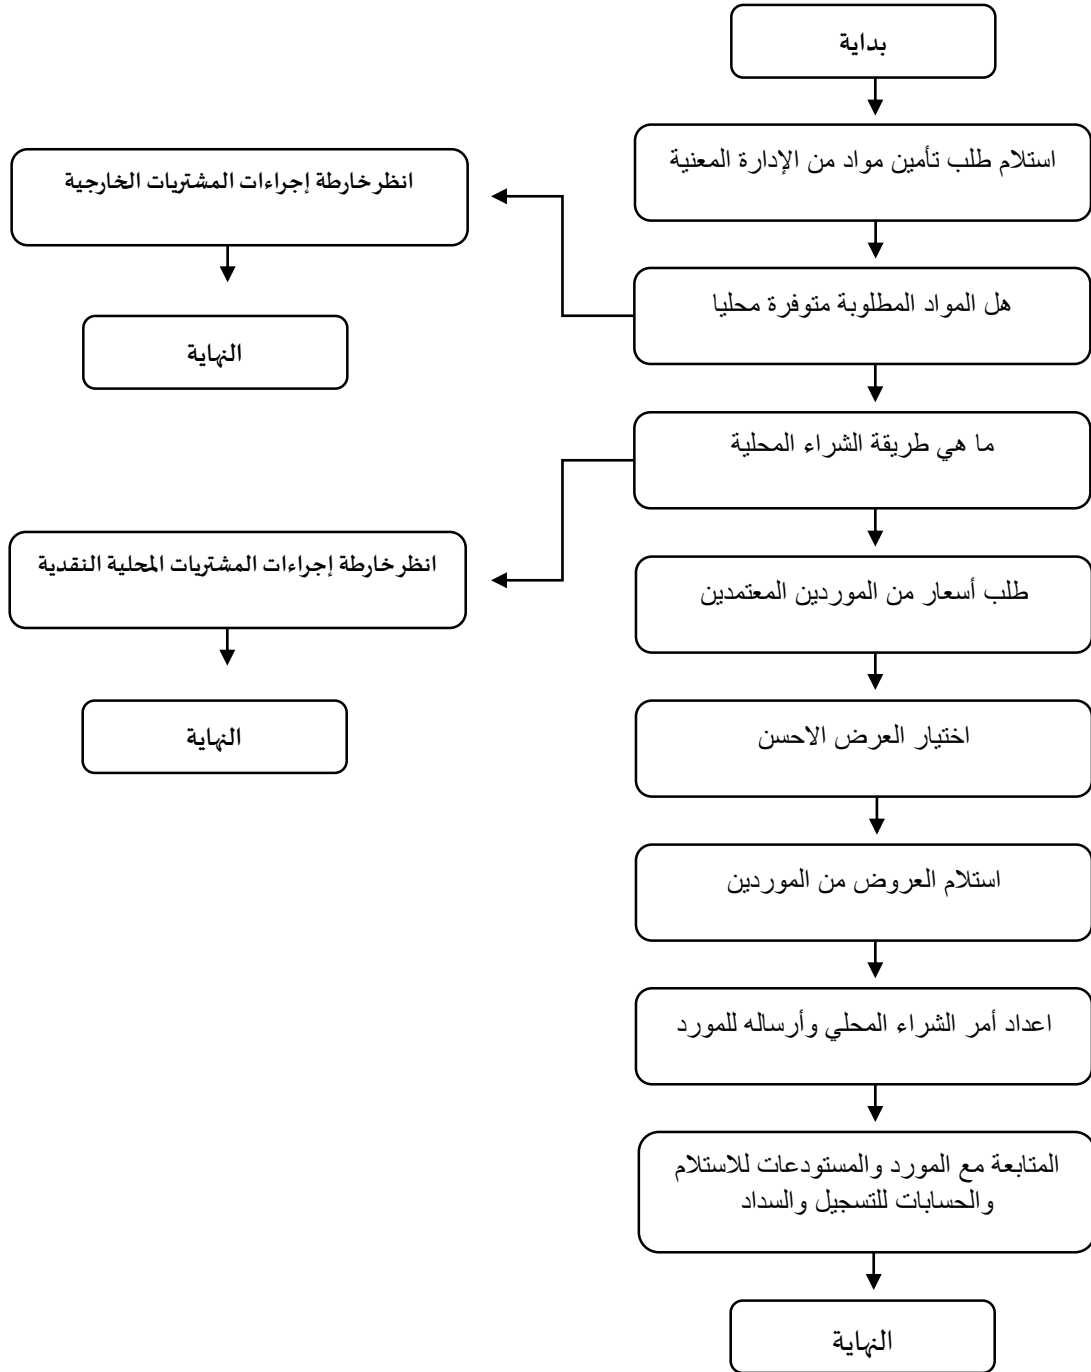 بداية
استلام طلب تأمين مواد من الإدارة المعنية
انظر خارطة إجراءات المشتريات الخارجية
هل المواد المطلوبة متوفرة محليا
النهاية
ما هي طريقة الشراء المحلية
انظر خارطة إجراءات المشتريات المحلية النقدية
طلب أسعار من الموردين المعتمدين
النهاية
اختيار العرض الاحسن
استلام العروض من الموردين
اعداد أمر الشراء المحلي وأرساله للمورد
المتابعة مع المورد والمستودعات للاستلام
والحسابات للتسجيل والسداد
النهاية